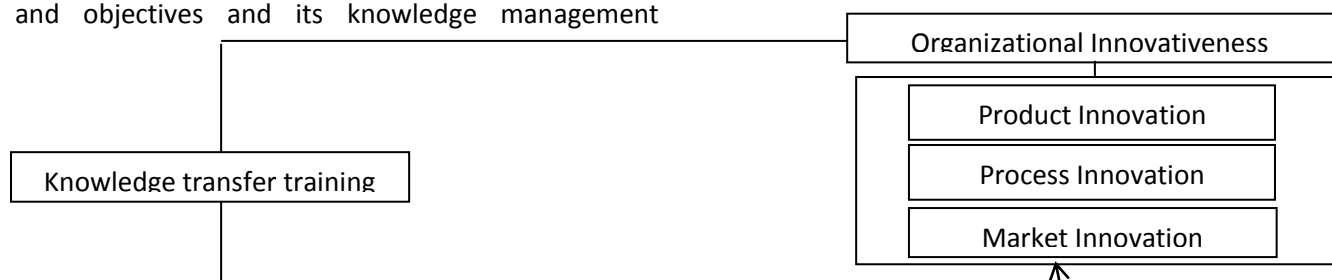 and objectives and its knowledge management
Organizational Innovativeness
Product Innovation
Knowledge transfer training
Process Innovation
Market Innovation